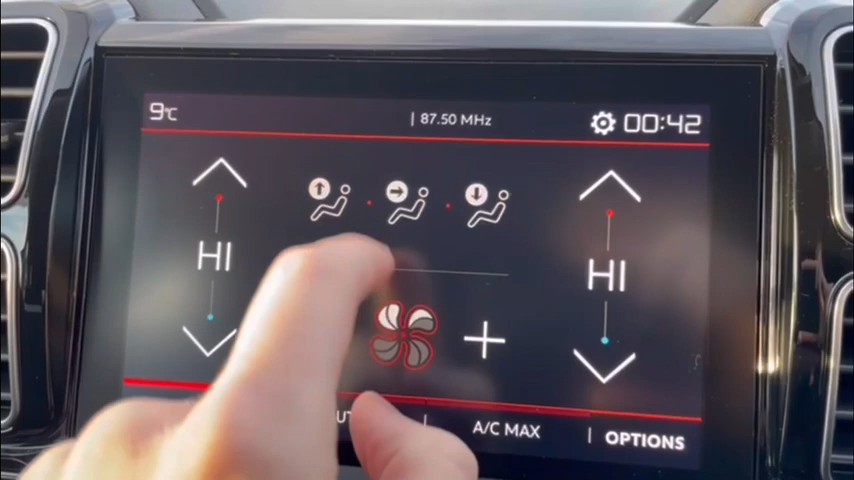 9°C
87.50 MHz
00:42
HI
HI
A/C MAX
OPTIONS